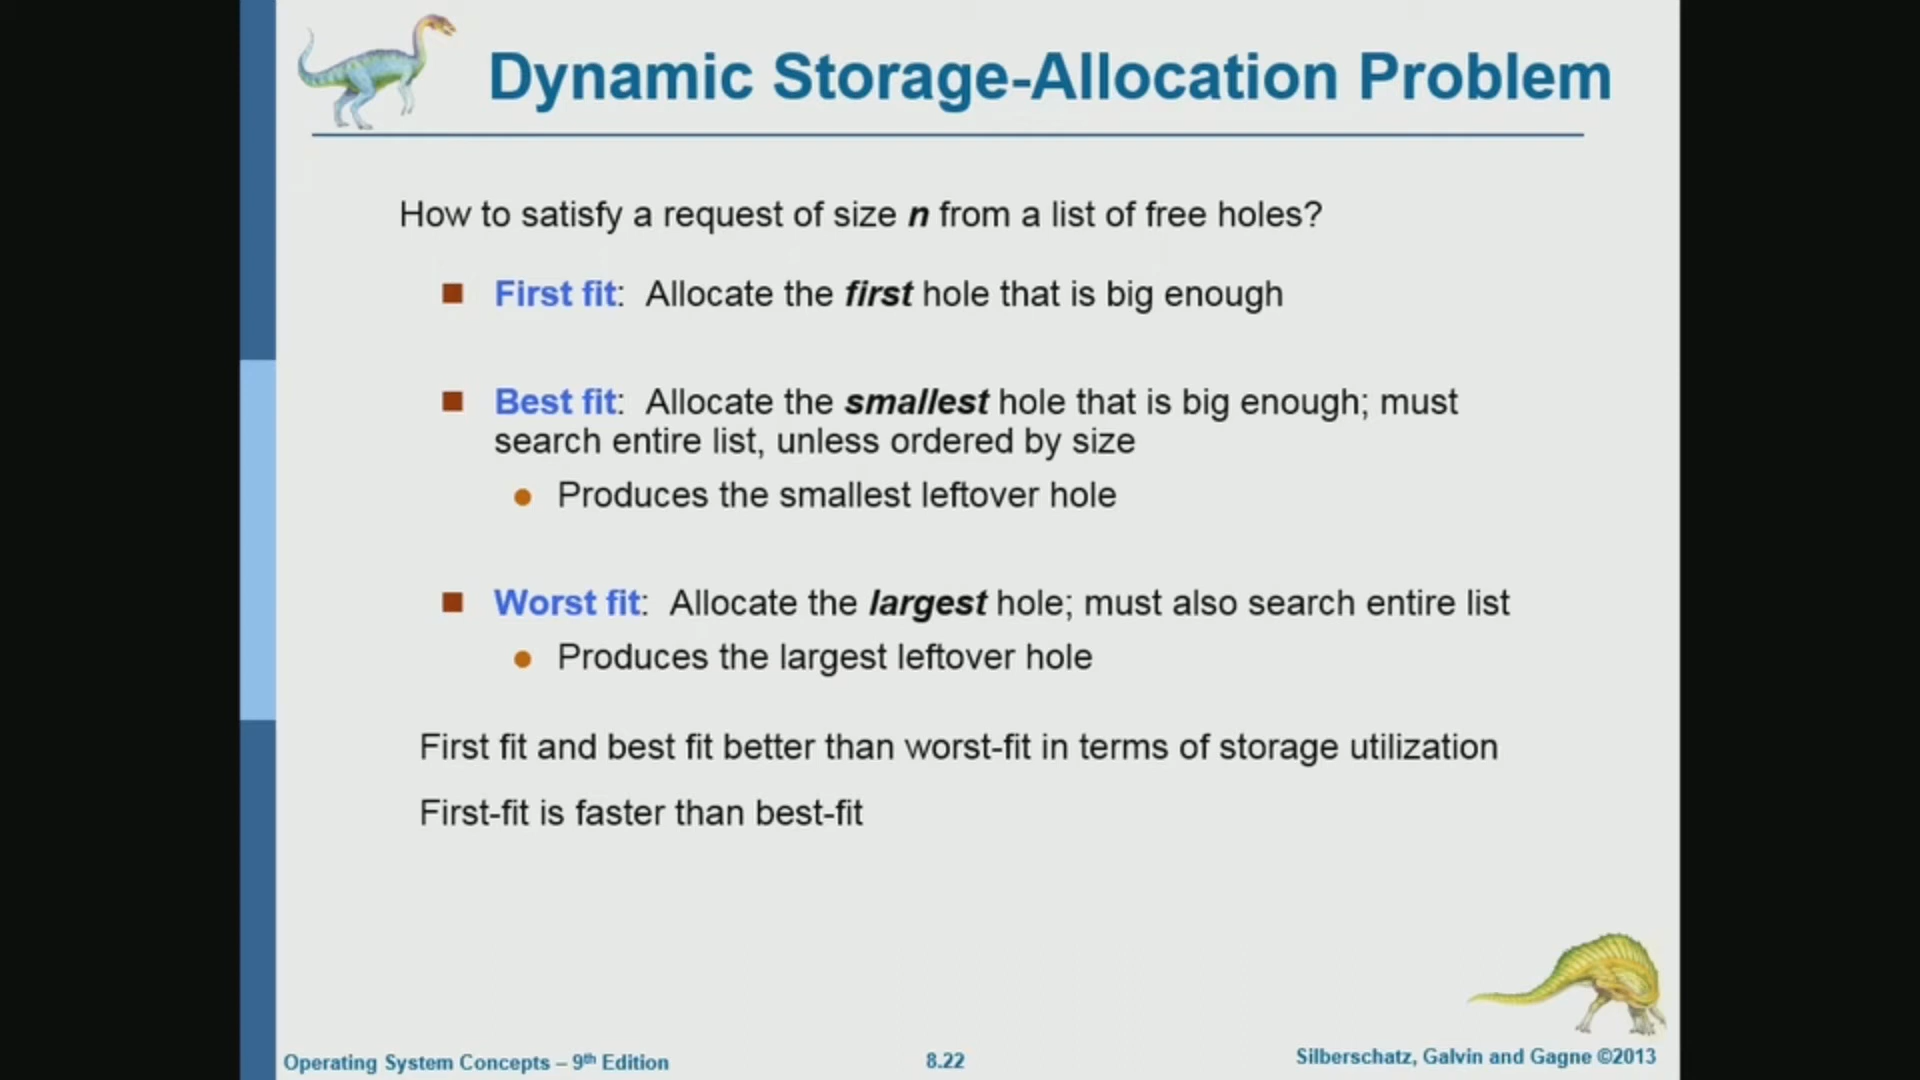 Dynamic Storage-Allocation Problem
How to satisfy a request of size n from a list of free holes?
First fit: Allocate the first hole that is big enough
Best fit: Allocate the smallest hole that is big enough; must
search entire list, unless ordered by size
Produces the smallest leftover hole
Worst fit: Allocate the largest hole; must also search entire list
Produces the largest leftover hole
First fit and best fit better than worst-fit in terms of storage utilization
First-fit is faster than best-fit
Operating System Concepts – 9th Edition
8.22
Silberschatz, Galvin and Gagne ©2013